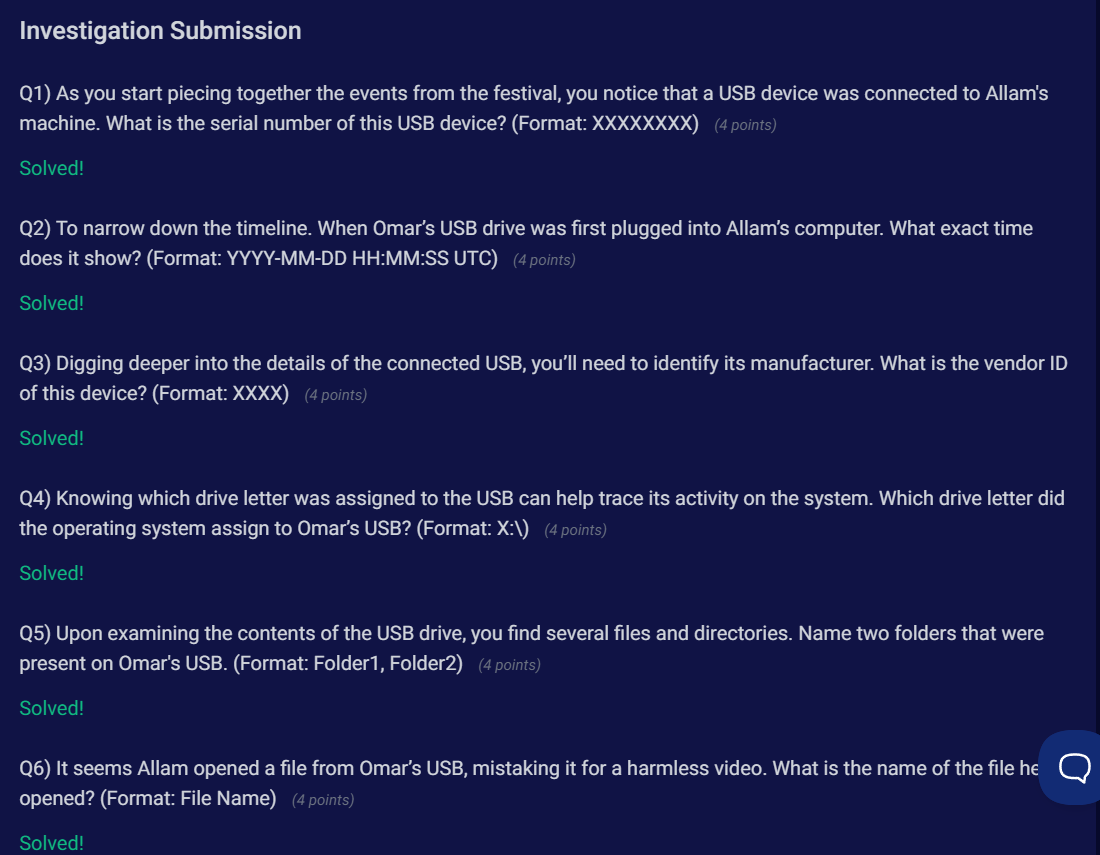 Investigation Submission
Q1) As you start piecing together the events from the festival, you notice that a USB device was connected to Allam's
machine. What is the serial number of this USB device? (Format: XXXXXXXX) (4 points)
Solved!
Q2) To narrow down the timeline. When Omar’s USB drive was first plugged into Allam’s computer. What exact time
does it show? (Format: YYYY-MM-DD HH:MM:SS UTC) (4 points)
Solved!
Q3) Digging deeper into the details of the connected USB, you’ll need to identify its manufacturer. What is the vendor ID
of this device? (Format: XXXX) (4 points)
Solved!
Q4) Knowing which drive letter was assigned to the USB can help trace its activity on the system. Which drive letter did
the operating system assign to Omar’s USB? (Format: X:\) (4 points)
Solved!
Q5) Upon examining the contents of the USB drive, you find several files and directories. Name two folders that were
present on Omar's USB. (Format: Folder1, Folder2) (4 points)
Solved!
Q6) It seems Allam opened a file from Omar’s USB, mistaking it for a harmless video. What is the name of the file he
opened? (Format: File Name) (4 points)
Solved!